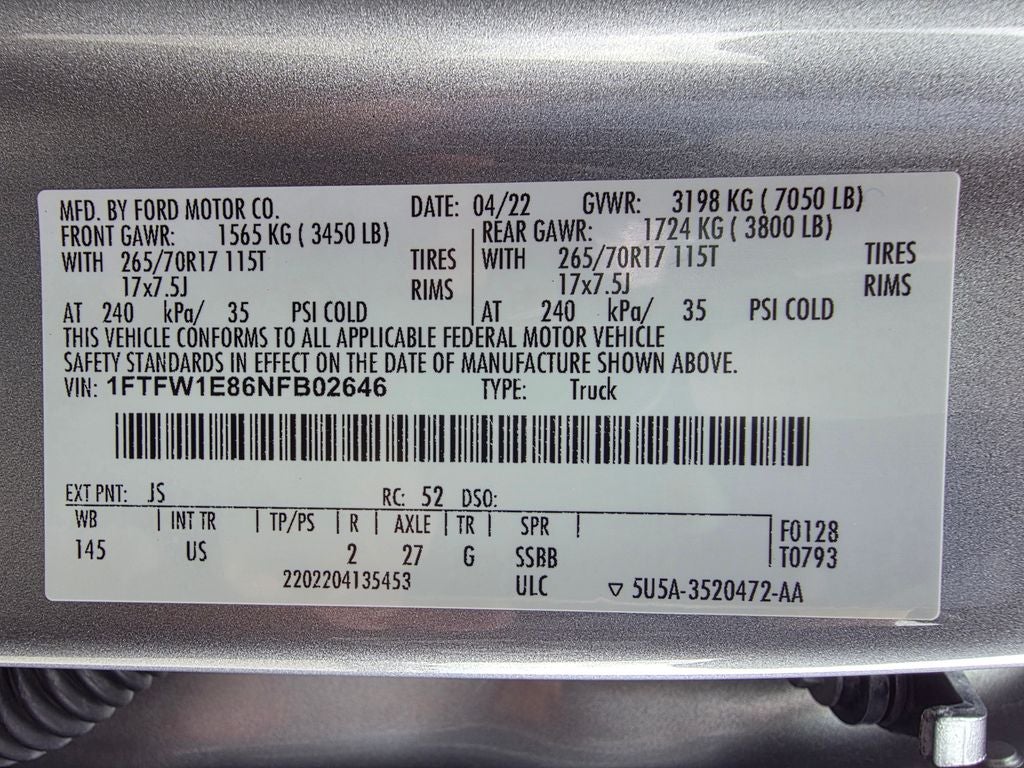 MFD. BY FORD MOTOR CO. DATE: 04/22 GVWR: 3198 KG ( 7050 LB)
FRONT GAWR: 1565 KG ( 3450 LB) REAR GAWR: 1724 KG ( 3800 LB)
WITH 265/70R17 115T TIRES WITH 265/70R17 115T TIRES
17x7.5J RIMS 17x7.5J RIMS
AT 240 kPa/ 35 PSI COLD AT 240 kPa/ 35 PSI COLD
THIS VEHICLE CONFORMS TO ALL APPLICABLE FEDERAL MOTOR VEHICLE
SAFETY STANDARDS IN EFFECT ON THE DATE OF MANUFACTURE SHOWN ABOVE.
VIN: 1FTFW1E86NFB02646 TYPE: Truck
EXT PNT: JS RC: 52 DSO:
WB | INT TR | TP/PS | R | AXLE | TR | SPR | F0128
145 US 2 27 G SSBB T0793
2202204135453 ULC ▽ 5U5A-3520472-AA